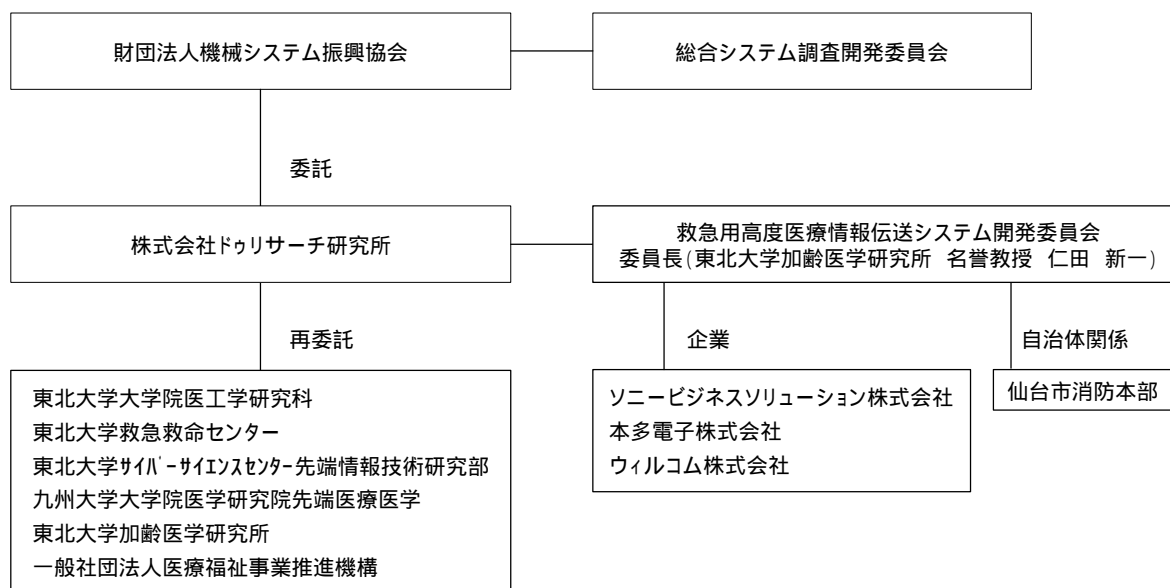 財団法人機械システム振興協会
総合システム調査開発委員会
委託
株式会社ドゥリサーチ研究所
救急用高度医療情報伝送システム開発委員会
委員長(東北大学加齢医学研究所 名誉教授 仁田 新一)
再委託
企業
自治体関係
東北大学大学院医工学研究科
東北大学救急救命センター
東北大学ｻｲﾊﾞｰｻｲｴﾝｽｾﾝﾀｰ先端情報技術研究部
九州大学大学院医学研究院先端医療医学
東北大学加齢医学研究所
一般社団法人医療福祉事業推進機構
ソニービジネスソリューション株式会社
本多電子株式会社
ウィルコム株式会社
仙台市消防本部